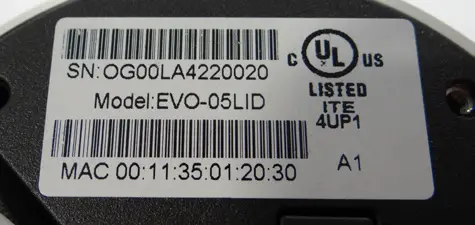 SN:OG00LA4220020
Model:EVO-05LID
MAC 00:11:35:01:20:30
C UL US
LISTED
ITE
4UP1
A1